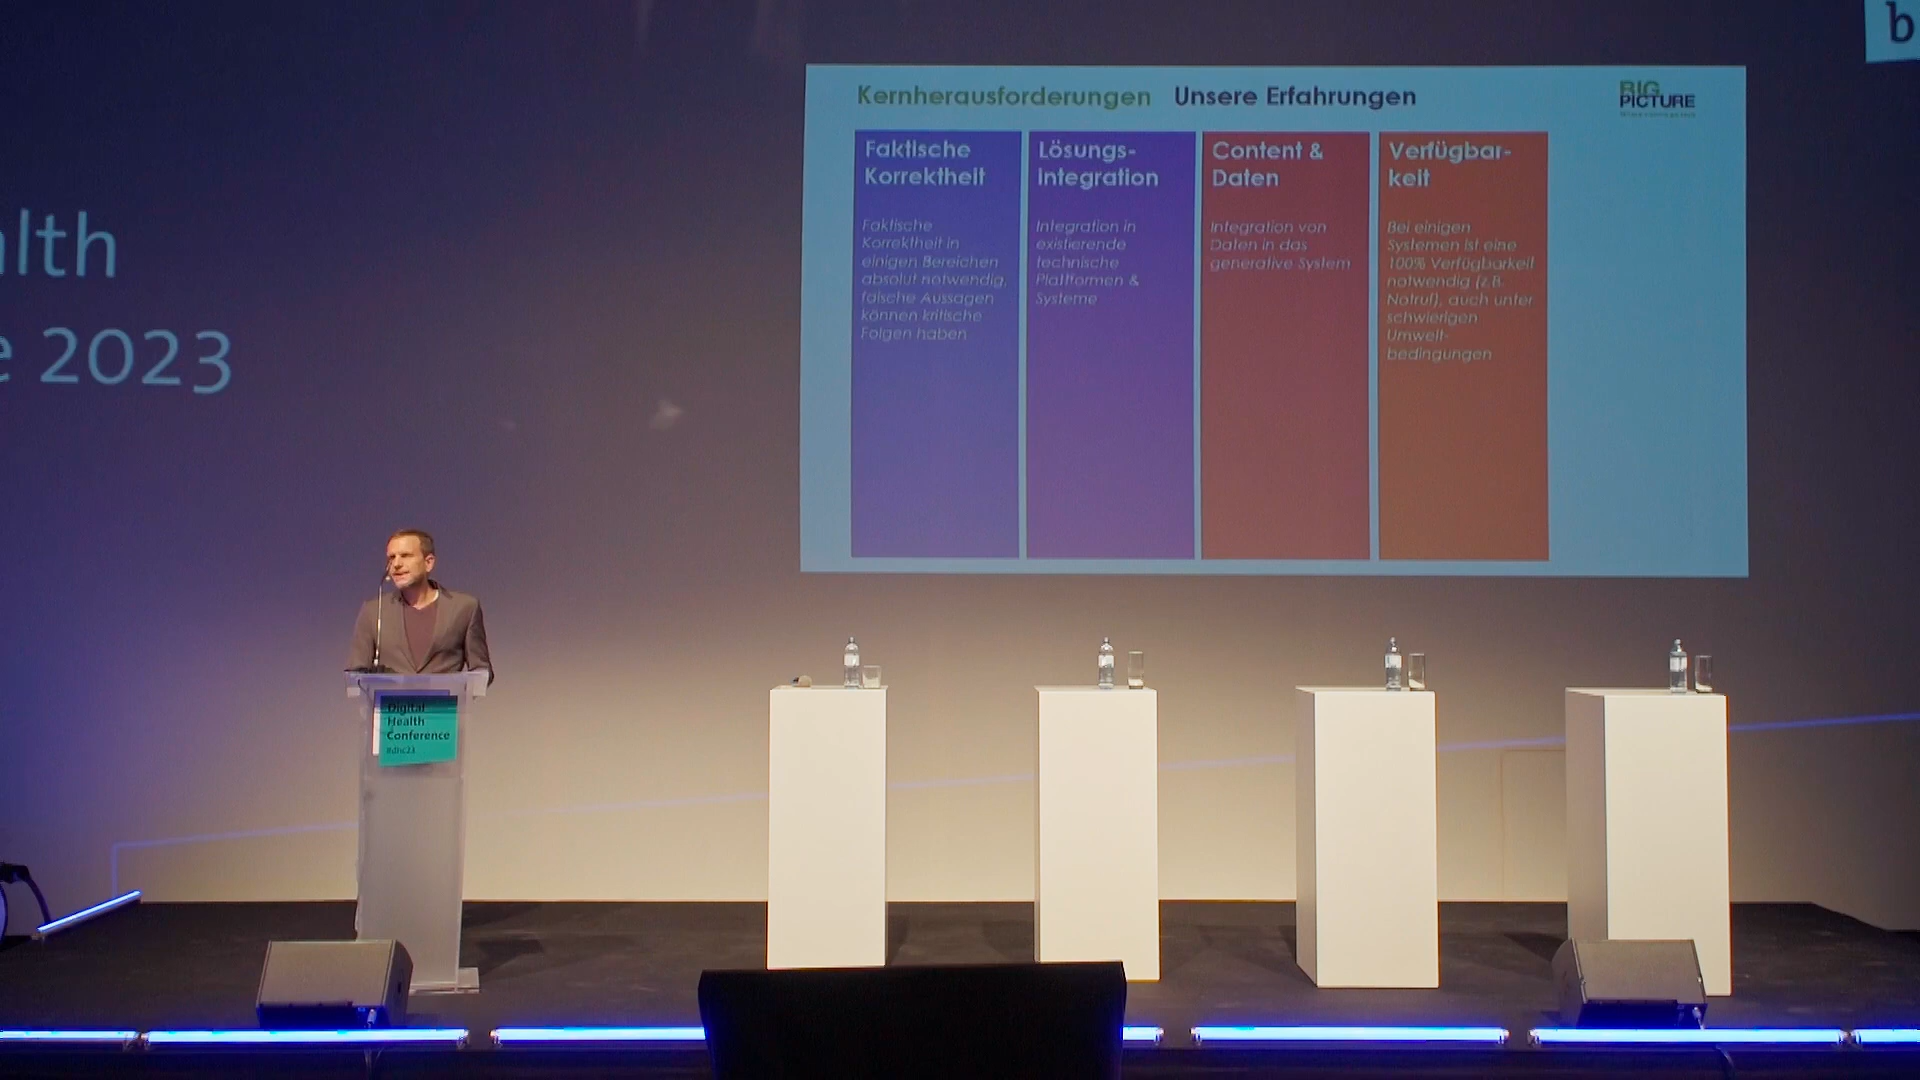 alth
e 2023
b
Kernherausforderungen Unsere Erfahrungen
BIG
PICTURE
Faktische
Korrektheit
Faktische
Korrektheit in
einigen Bereichen
absolut notwendig,
falsche Aussagen
können kritische
Folgen haben
Lösungs-
integration
Integration in
existierende
technische
Plattformen &
Systeme
Content &
Daten
Integration von
Daten in das
generative System
Verfügbar-
keit
Bei einigen
Systemen ist eine
100% Verfügbarkeit
notwendig (z.B.
Notruf), auch unter
schwierigen
Umwelt-
bedingungen
Digital
Health
Conference
#dhc23